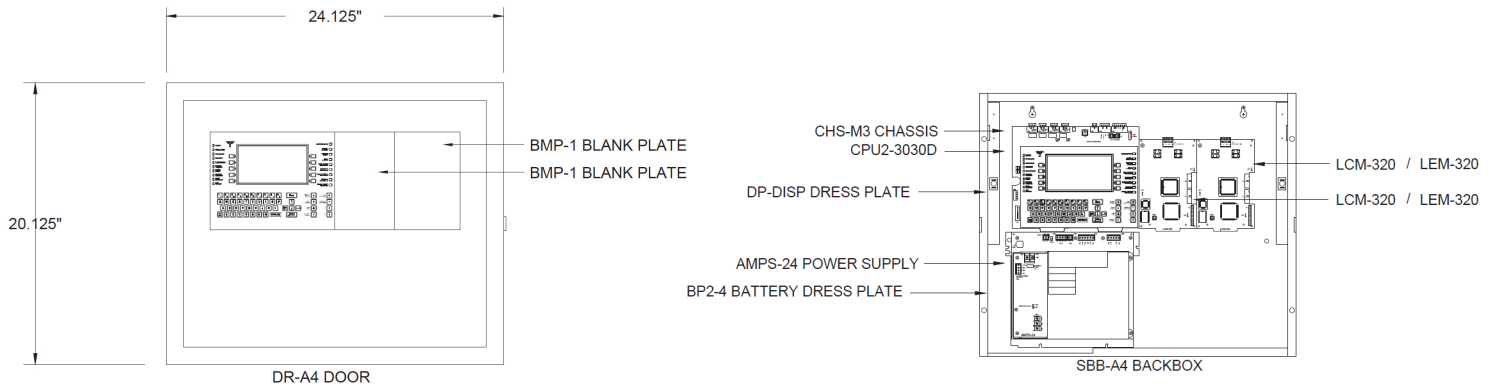 24.125"
20.125"
BMP-1 BLANK PLATE
BMP-1 BLANK PLATE
DR-A4 DOOR
CHS-M3 CHASSIS
CPU2-3030D
DP-DISP DRESS PLATE
AMPS-24 POWER SUPPLY
BP2-4 BATTERY DRESS PLATE
LCM-320 / LEM-320
LCM-320 / LEM-320
SBB-A4 BACKBOX